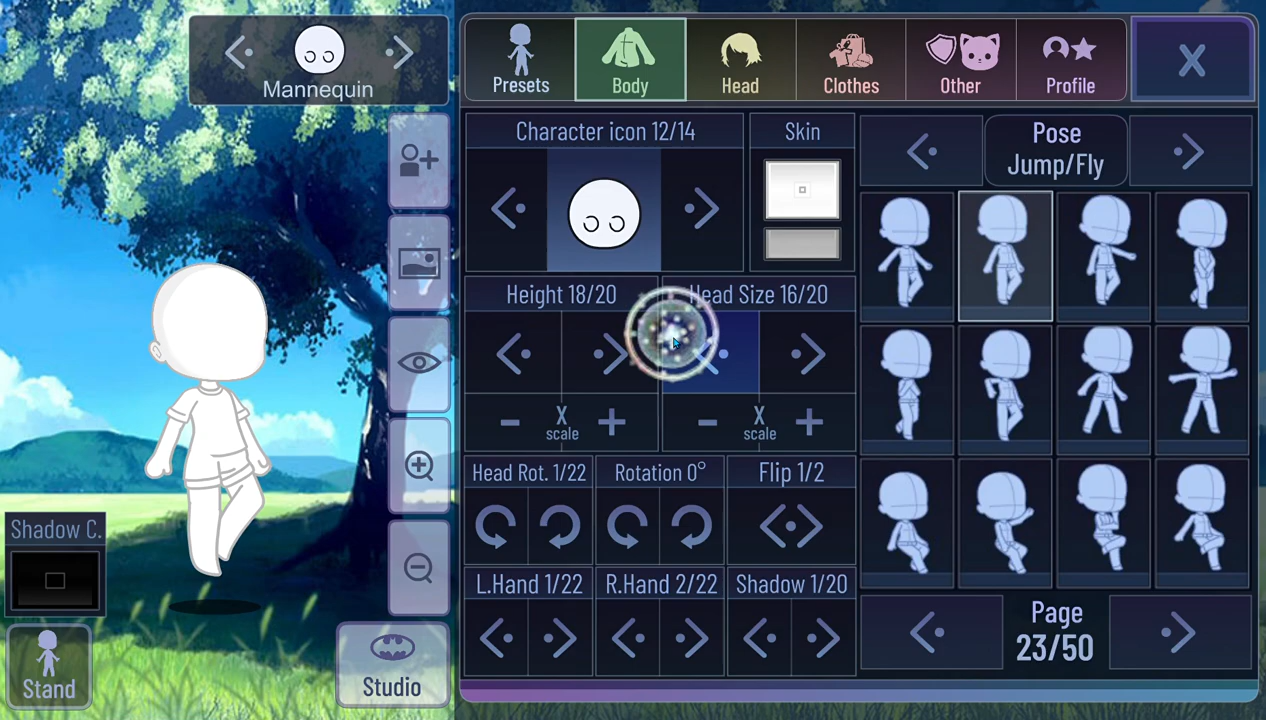 Mannequin
Presets
Body
Head
Clothes
Other
Profile
X
Character icon 12/14
Skin
Pose
Jump/Fly
Height 18/20
Head Size 16/20
X
scale
X
scale
Head Rot. 1/22
Rotation 0°
Flip 1/2
L.Hand 1/22
R.Hand 2/22
Shadow 1/20
Page
23/50
Shadow C.
Stand
Studio